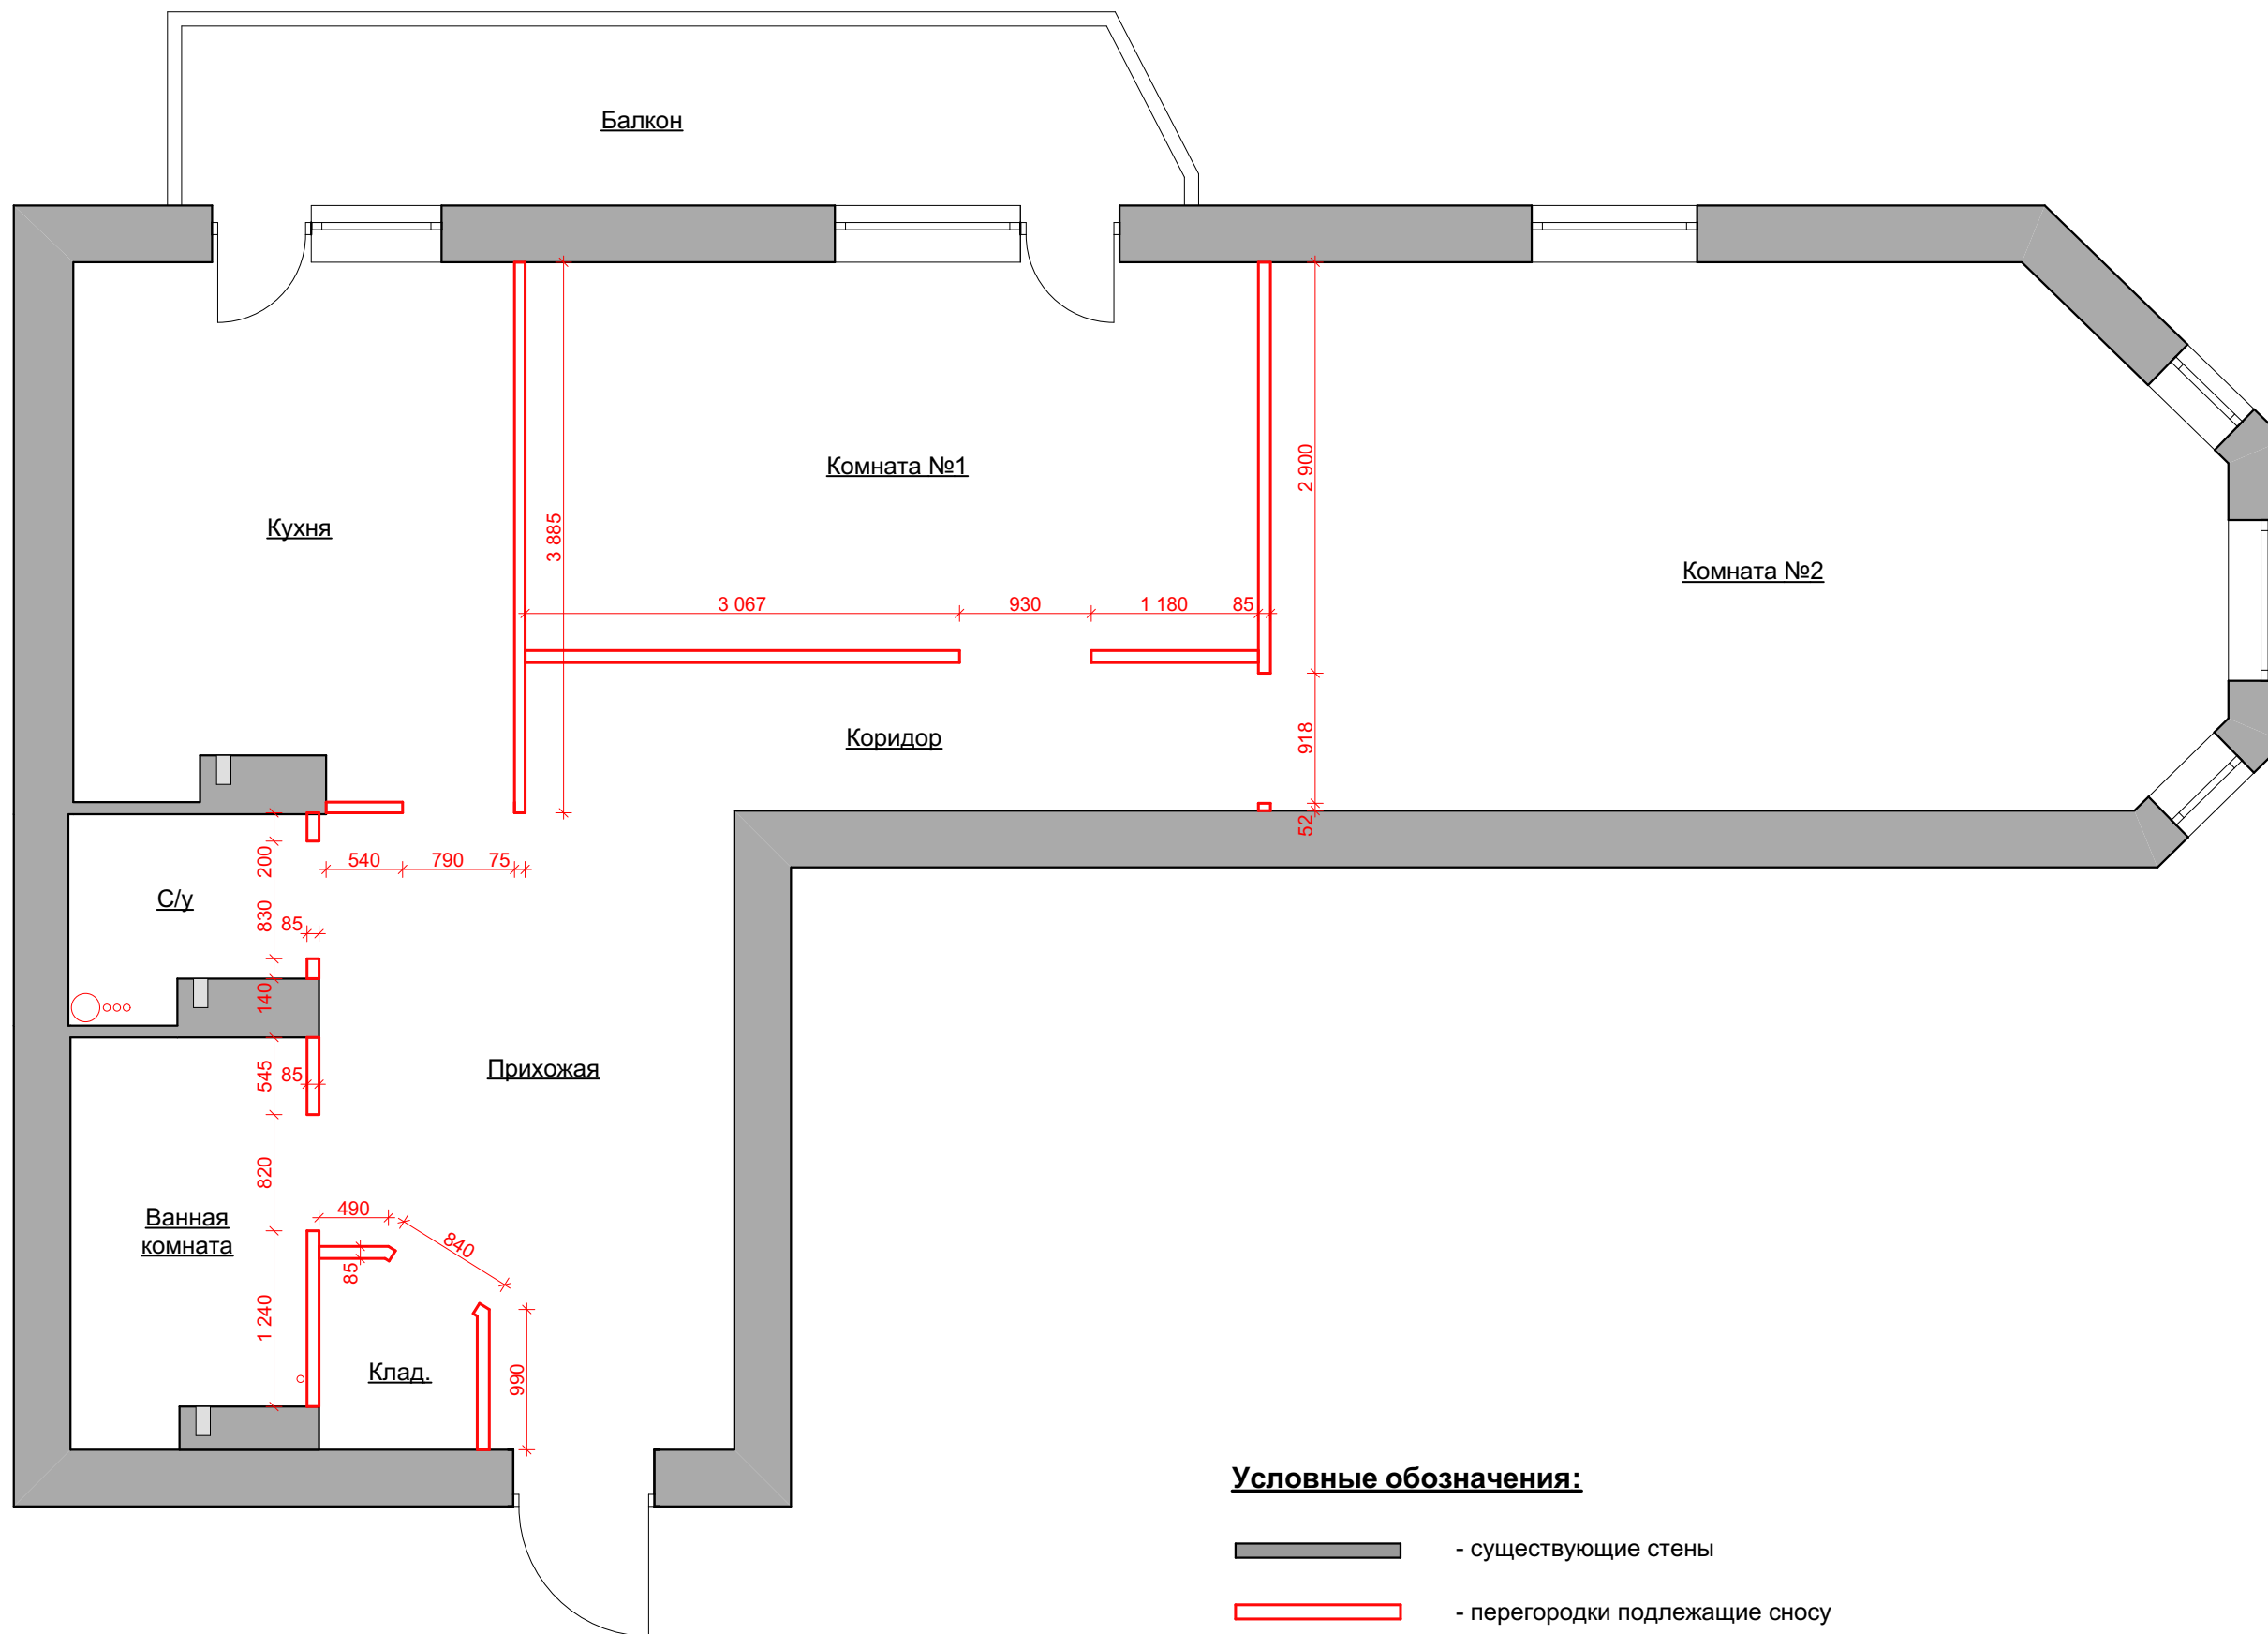 Балкон
Комната №1
2 900
Кухня
3 885
Комната №2
3 067
930
1 180
85
Коридор
918
52
200
540
790
75
С/у
830
85
140
545
85
Прихожая
820
490
840
Ванная
комната
85
1 240
990
Клад.
Условные обозначения:
- существующие стены
- перегородки подлежащие сносу